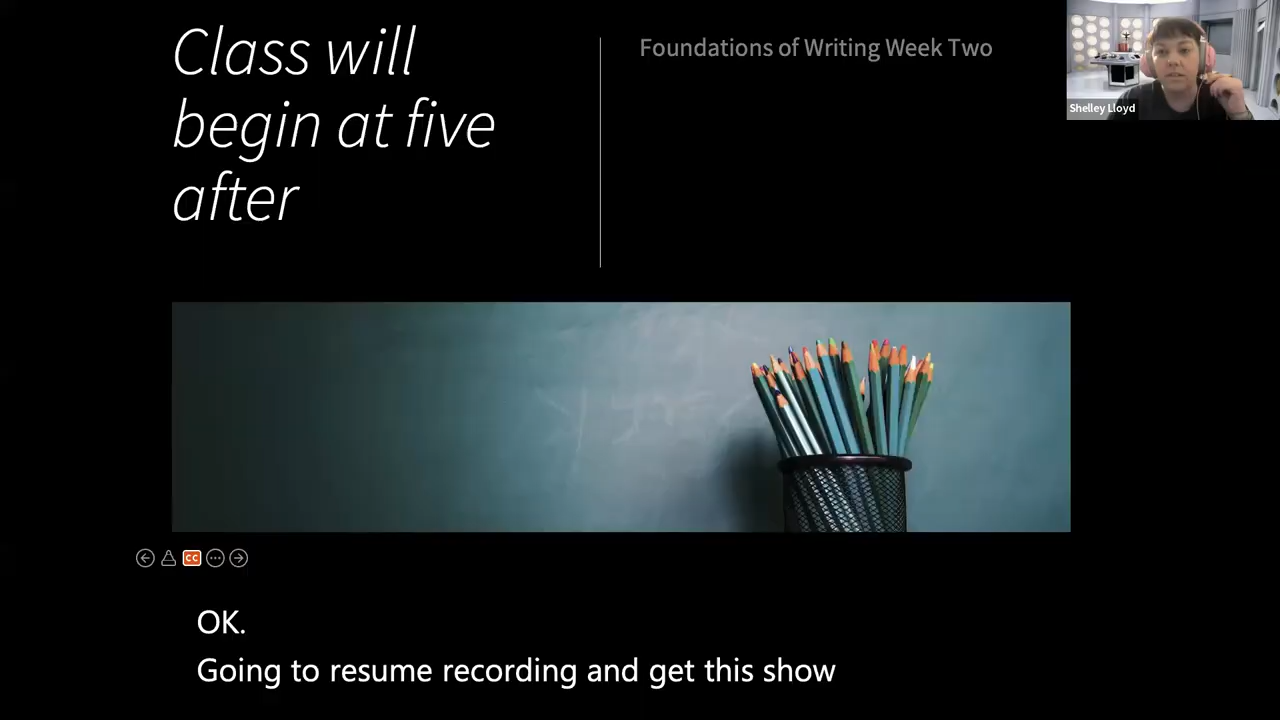 Class will
begin at five
after
Foundations of Writing Week Two
Shelley Lloyd
CC
OK.
Going to resume recording and get this show